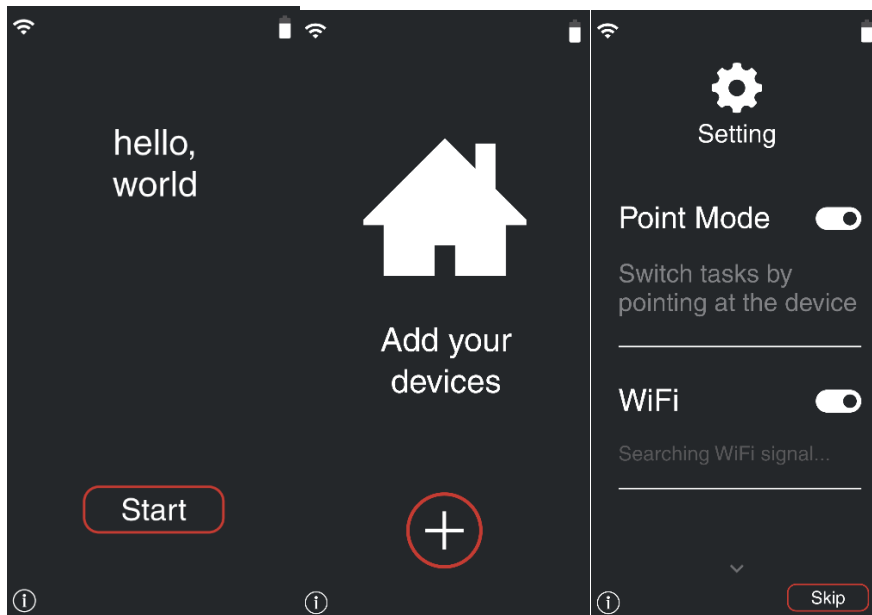 hello,
world
Start
Add your
devices
Setting
Point Mode
Switch tasks by
pointing at the device
WiFi
Searching WiFi signal...
Skip